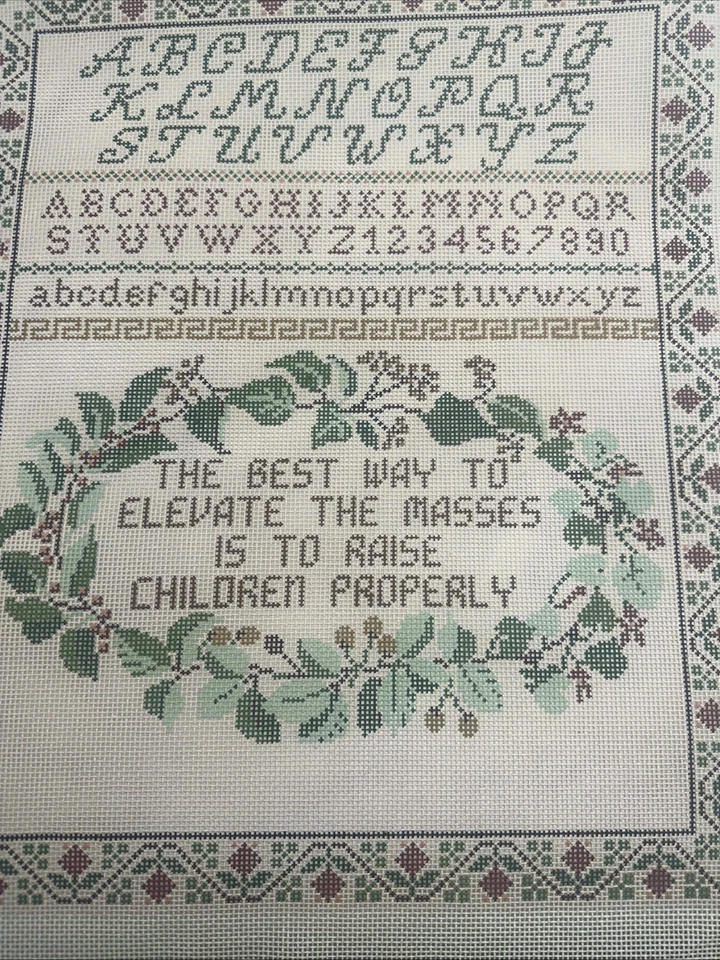 ABCDEFGHIJ
KLMNOPQR
STUVWXYZ
ABCDEFGHIJKLMNOPQR
STUVWXYZ1234567890
abcdefghijklmnopqrstuvwxyz
THE BEST WAY TO
ELEVATE THE MASSES
IS TO RAISE
CHILDREN PROPERLY